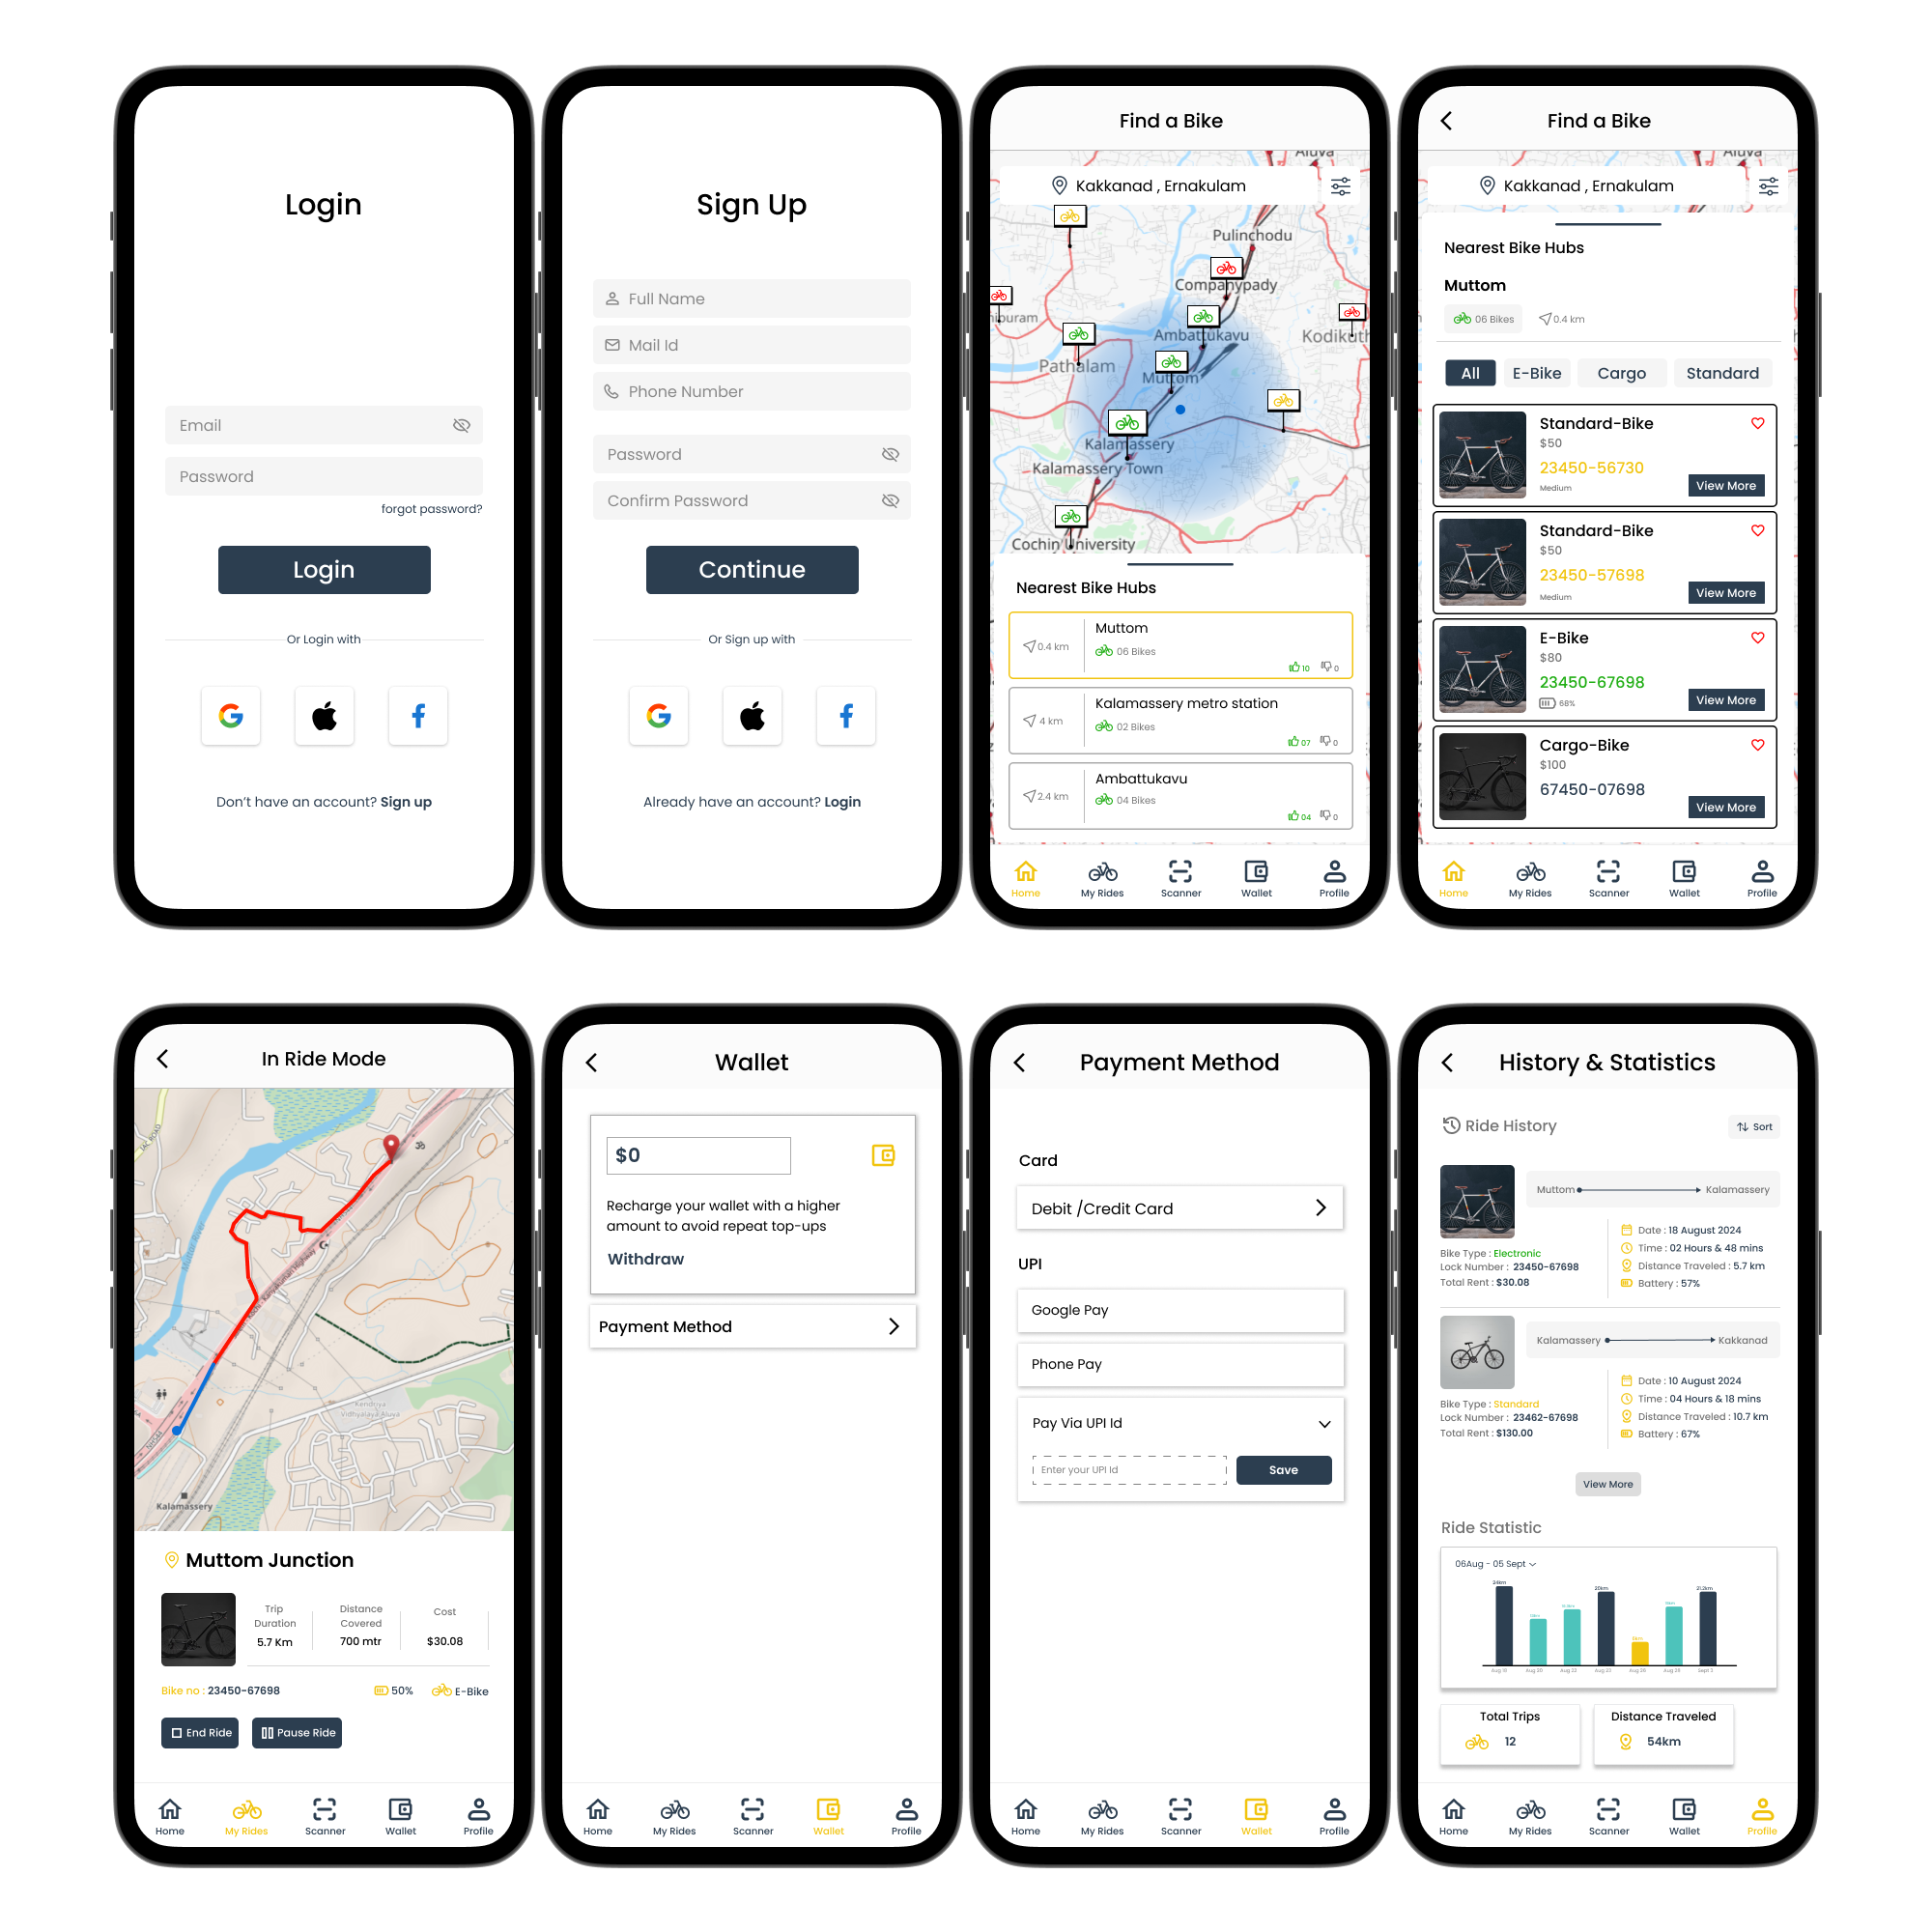 Login
Email
Password
forgot password?
Login
Or Login with
Don't have an account? Sign up
Sign Up
Full Name
Mail Id
Phone Number
Password
Confirm Password
Continue
Or Sign up with
Already have an account? Login
Find a Bike
Aluva
Kakkanad , Ernakulam
Pulinchodu
Companypady
Ambattukavu
Pathalam
Muttom
Kalamassery
Kalamassery Town
Cochin University
Nearest Bike Hubs
Muttom
0.4 km
06 Bikes
10
0
Kalamassery metro station
4 km
02 Bikes
07
0
Ambattukavu
2.4 km
04 Bikes
04
0
Home
My Rides
Scanner
Wallet
Profile
Find a Bike
Kakkanad , Ernakulam
Nearest Bike Hubs
Muttom
06 Bikes
0.4 km
All
E-Bike
Cargo
Standard
Standard-Bike
$50
23450-56730
Medium
View More
Standard-Bike
$50
23450-57698
Medium
View More
E-Bike
$80
23450-67698
68%
View More
Cargo-Bike
$100
67450-07698
View More
Home
My Rides
Scanner
Wallet
Profile
In Ride Mode
Kendriya
Vidhyalaya Aluva
Kalamassery
Muttom Junction
Trip
Duration
5.7 Km
Distance
Covered
700 mtr
Cost
$30.08
Bike no : 23450-67698
50%
E-Bike
End Ride
Pause Ride
Home
My Rides
Scanner
Wallet
Profile
Wallet
$0
Recharge your wallet with a higher
amount to avoid repeat top-ups
Withdraw
Payment Method
Home
My Rides
Scanner
Wallet
Profile
Payment Method
Card
Debit /Credit Card
UPI
Google Pay
Phone Pay
Pay Via UPI Id
Enter your UPI Id
Save
Home
My Rides
Scanner
Wallet
Profile
History & Statistics
Ride History
Sort
Muttom
Kalamassery
Bike Type : Electronic
Lock Number : 23450-67698
Total Rent : $30.08
Date : 18 August 2024
Time : 02 Hours & 48 mins
Distance Traveled : 5.7 km
Battery : 57%
Kalamassery
Kakkanad
Bike Type : Standard
Lock Number : 23462-67698
Total Rent : $130.00
Date : 10 August 2024
Time : 04 Hours & 18 mins
Distance Traveled : 10.7 km
Battery : 67%
View More
Ride Statistic
06Aug - 05 Sept
Total Trips
12
Distance Traveled
54km
Home
My Rides
Scanner
Wallet
Profile